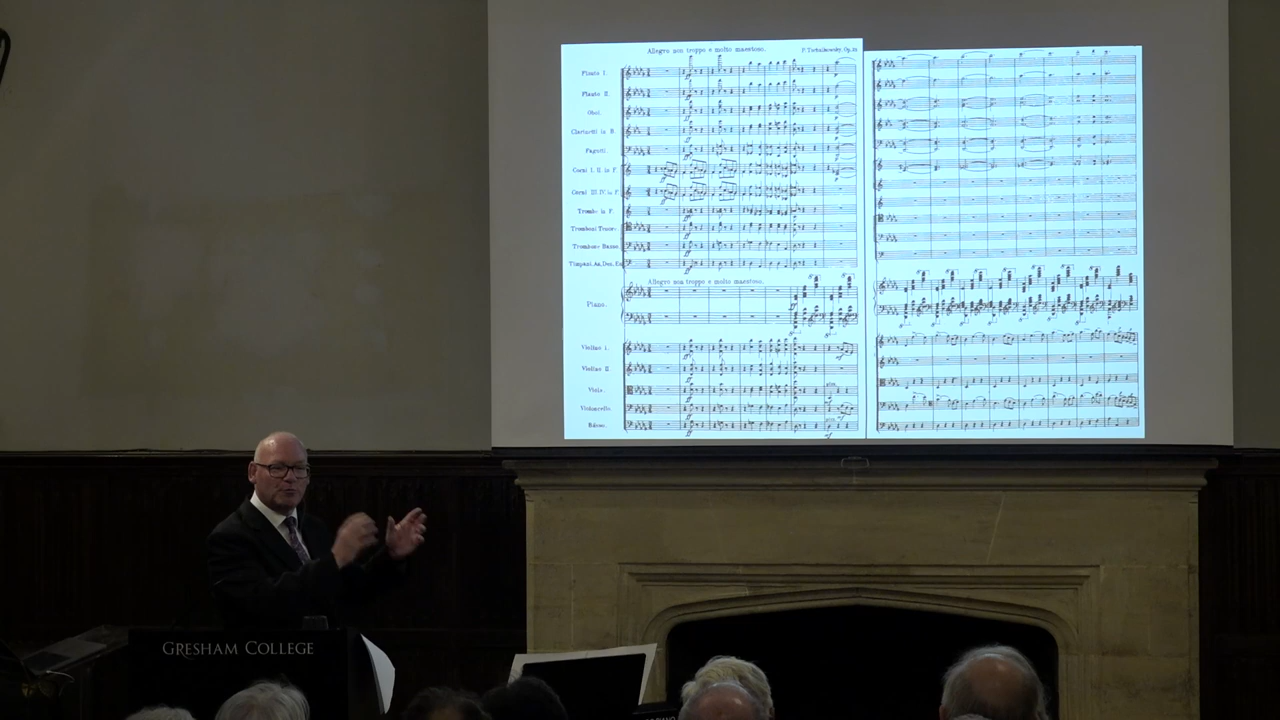 Allegro non troppo e molto maestoso.
P. Tschaikowsky, Op. 23
Flauto I.
Flauto II.
Oboi.
Clarinetti in B.
Fagotti.
Corni I. II. in F.
Corni III. IV. in F.
Trombe in F.
Tromboni Tenori
Trombone Basso.
Timpani,
Allegro non troppo e molto maestoso.
Piano.
Violino I.
Violino II.
Viola.
Violoncello.
Basso.
GRESHAM COLLEGE